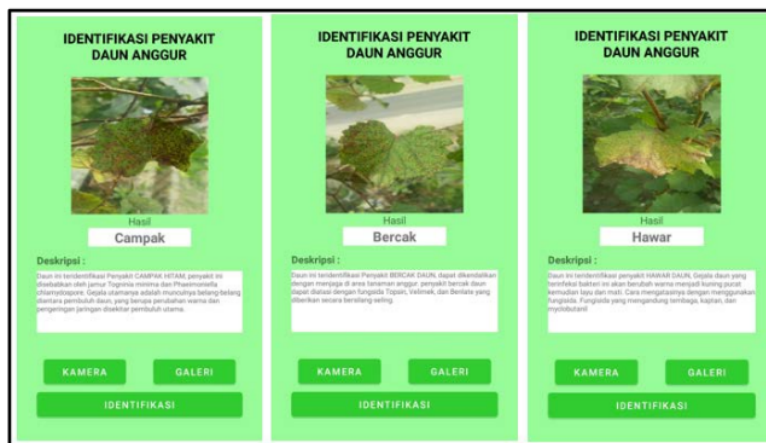 IDENTIFIKASI PENYAKIT
DAUN ANGGUR
Hasil
Campak
Deskripsi :
Daun ini teridentifikasi Penyakit CAMPAK HITAM, penyakit ini
disebabkan oleh jamur Togninia minima dan Phaeimoniella
chlamydospore. Gejala utamanya adalah munculnya belang-belang
diantara pembuluh daun, yang berupa perubahan warna dan
pengeringan jaringan disekitar pembuluh utama.
KAMERA
GALERI
IDENTIFIKASI
IDENTIFIKASI PENYAKIT
DAUN ANGGUR
Hasil
Bercak
Deskripsi :
Daun ini teridentifikasi Penyakit BERCAK DAUN, dapat dikendalikan
dengan menjaga di area tanaman anggur. penyakit bercak daun
dapat diatasi dengan fungisida Topsin, Velimek, dan Benlate yang
diberikan secara berselang-seling.
KAMERA
GALERI
IDENTIFIKASI
IDENTIFIKASI PENYAKIT
DAUN ANGGUR
Hasil
Hawar
Deskripsi :
Daun ini teridentifikasi penyakit HAWAR DAUN, Gejala daun yang
terinfeksi bakteri ini akan berubah warna menjadi kuning pucat
kemudian layu dan mati. Cara mengatasinya dengan menggunakan
fungisida. Fungisida yang mengandung tembaga, kaptan, dan
myclobutanil
KAMERA
GALERI
IDENTIFIKASI